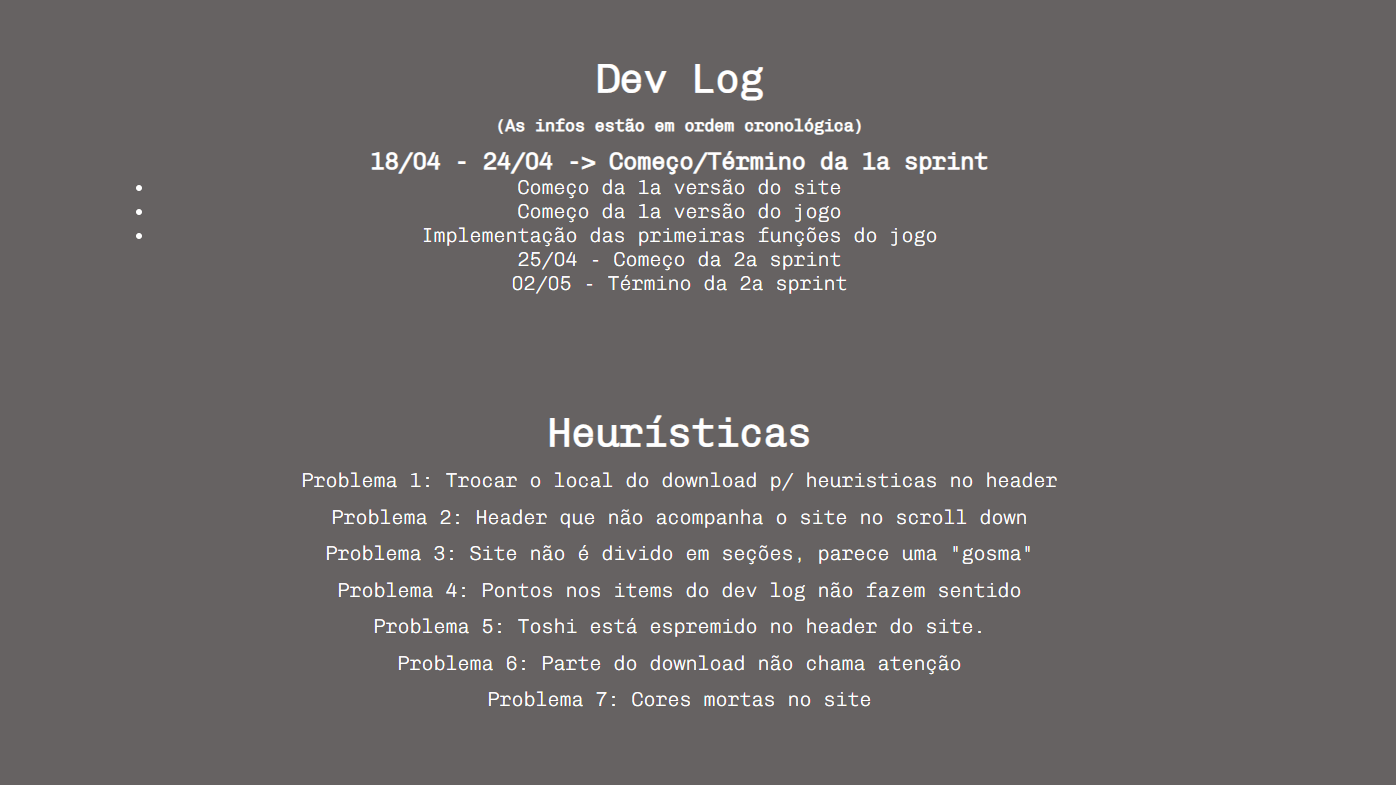 Dev Log
(As infos estão em ordem cronológica)
18/04 - 24/04 -> Começo/Término da 1a sprint
• Começo da 1a versão do site
• Começo da 1a versão do jogo
• Implementação das primeiras funções do jogo
25/04 - Começo da 2a sprint
02/05 - Término da 2a sprint
Heurísticas
Problema 1: Trocar o local do download p/ heuristicas no header
Problema 2: Header que não acompanha o site no scroll down
Problema 3: Site não é divido em seções, parece uma "gosma"
Problema 4: Pontos nos items do dev log não fazem sentido
Problema 5: Toshi está espremido no header do site.
Problema 6: Parte do download não chama atenção
Problema 7: Cores mortas no site